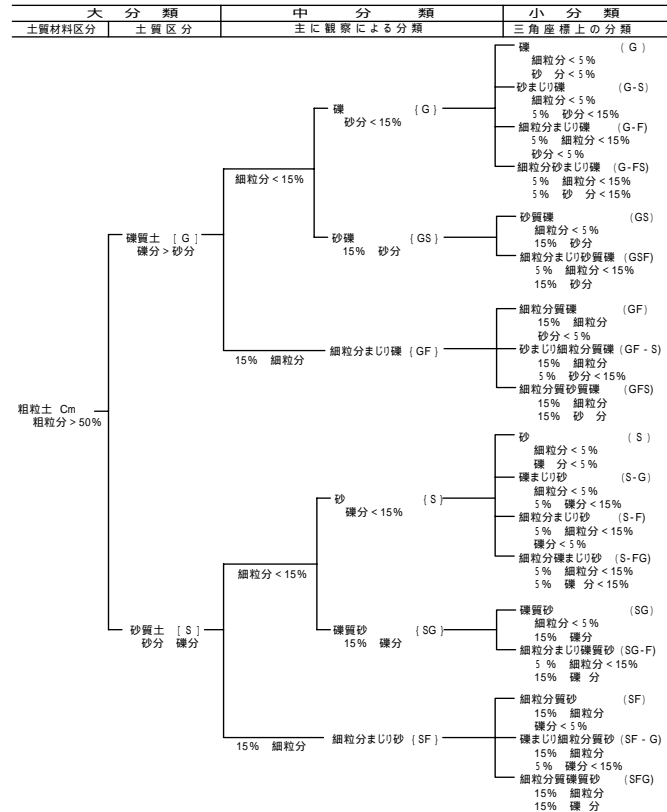 大分類 中分類 小分類
土質材料区分 土質区分 主に観察による分類 三角座標上の分類
礫 (G)
細粒分<5%
砂 分<5%
砂まじり礫 (G-S)
細粒分<5%
5% 砂分<15%
礫 {G}
砂分<15%
細粒分まじり礫 (G-F)
5% 細粒分<15%
砂分<5%
細粒分砂まじり礫 (G-FS)
5% 細粒分<15%
5% 砂 分<15%
細粒分<15%
砂質礫 (GS)
細粒分<5%
15% 砂分
礫質土 [G]
礫分>砂分
砂礫 {GS}
15% 砂分
細粒分まじり砂質礫 (GSF)
5% 細粒分<15%
15% 砂分
細粒分質礫 (GF)
15% 細粒分
砂分<5%
15% 細粒分
細粒分まじり礫 {GF}
砂まじり細粒分質礫 (GF-S)
15% 細粒分
5% 砂分<15%
細粒分質砂質礫 (GFS)
15% 細粒分
15% 砂 分
粗粒土 Cm
粗粒分>50%
砂 (S)
細粒分<5%
礫 分<5%
礫まじり砂 (S-G)
細粒分<5%
5% 礫分<15%
砂 {S}
礫分<15%
細粒分まじり砂 (S-F)
5% 細粒分<15%
礫分<5%
細粒分礫まじり砂 (S-FG)
5% 細粒分<15%
5% 礫 分<15%
細粒分<15%
礫質砂 (SG)
細粒分<5%
15% 礫分
砂質土 [S]
砂分 礫分
礫質砂 {SG}
15% 礫分
細粒分まじり礫質砂 (SG-F)
5% 細粒分<15%
15% 礫 分
細粒分質砂 (SF)
15% 細粒分
礫分<5%
15% 細粒分
細粒分まじり砂 {SF}
礫まじり細粒分質砂 (SF-G)
15% 細粒分
5% 礫分<15%
細粒分質礫質砂 (SFG)
15% 細粒分
15% 礫 分